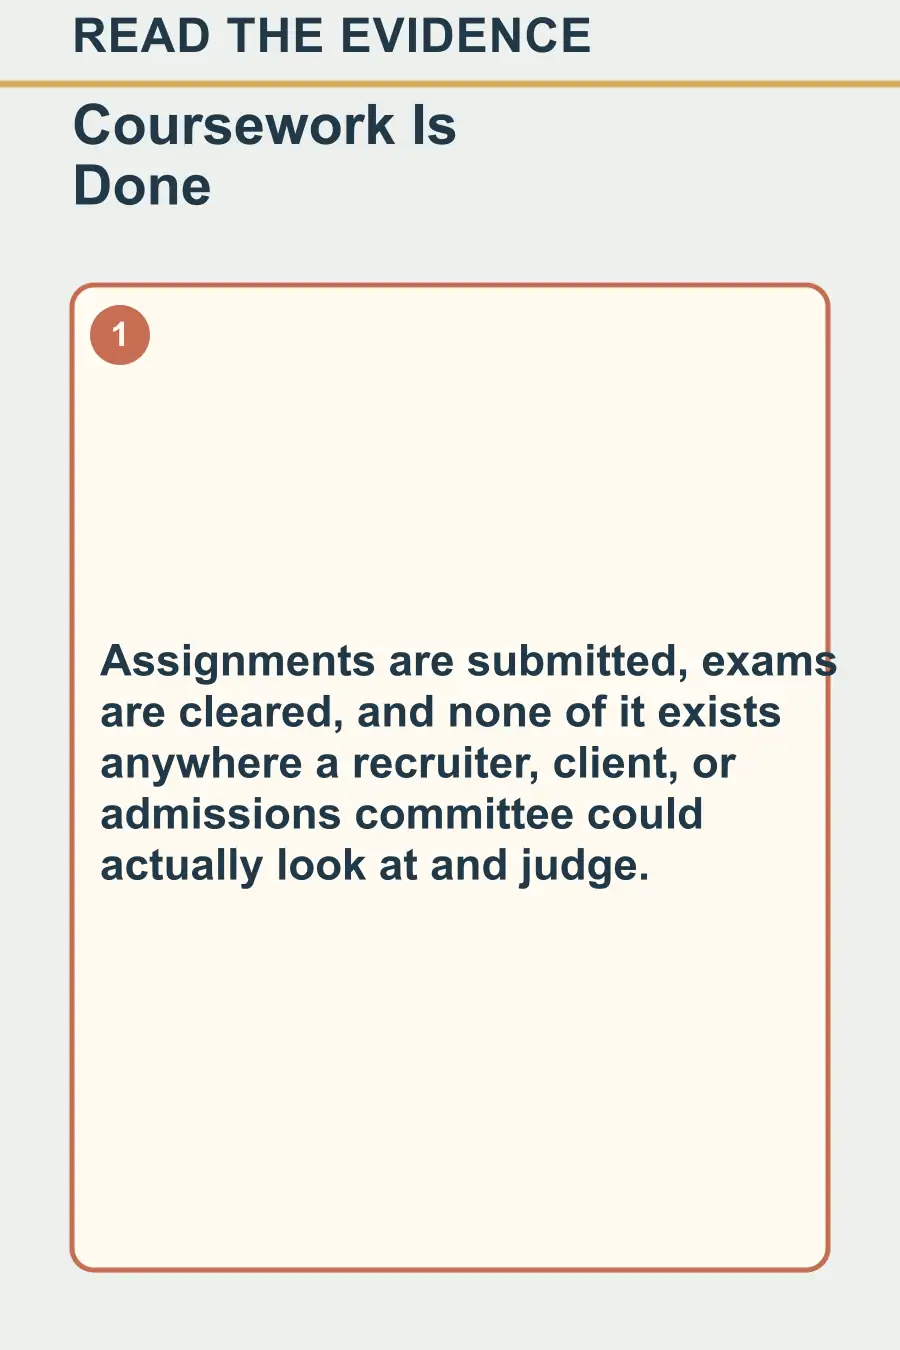 READ THE EVIDENCE
Coursework Is
Done
1
Assignments are submitted, exams
are cleared, and none of it exists
anywhere a recruiter, client, or
admissions committee could
actually look at and judge.